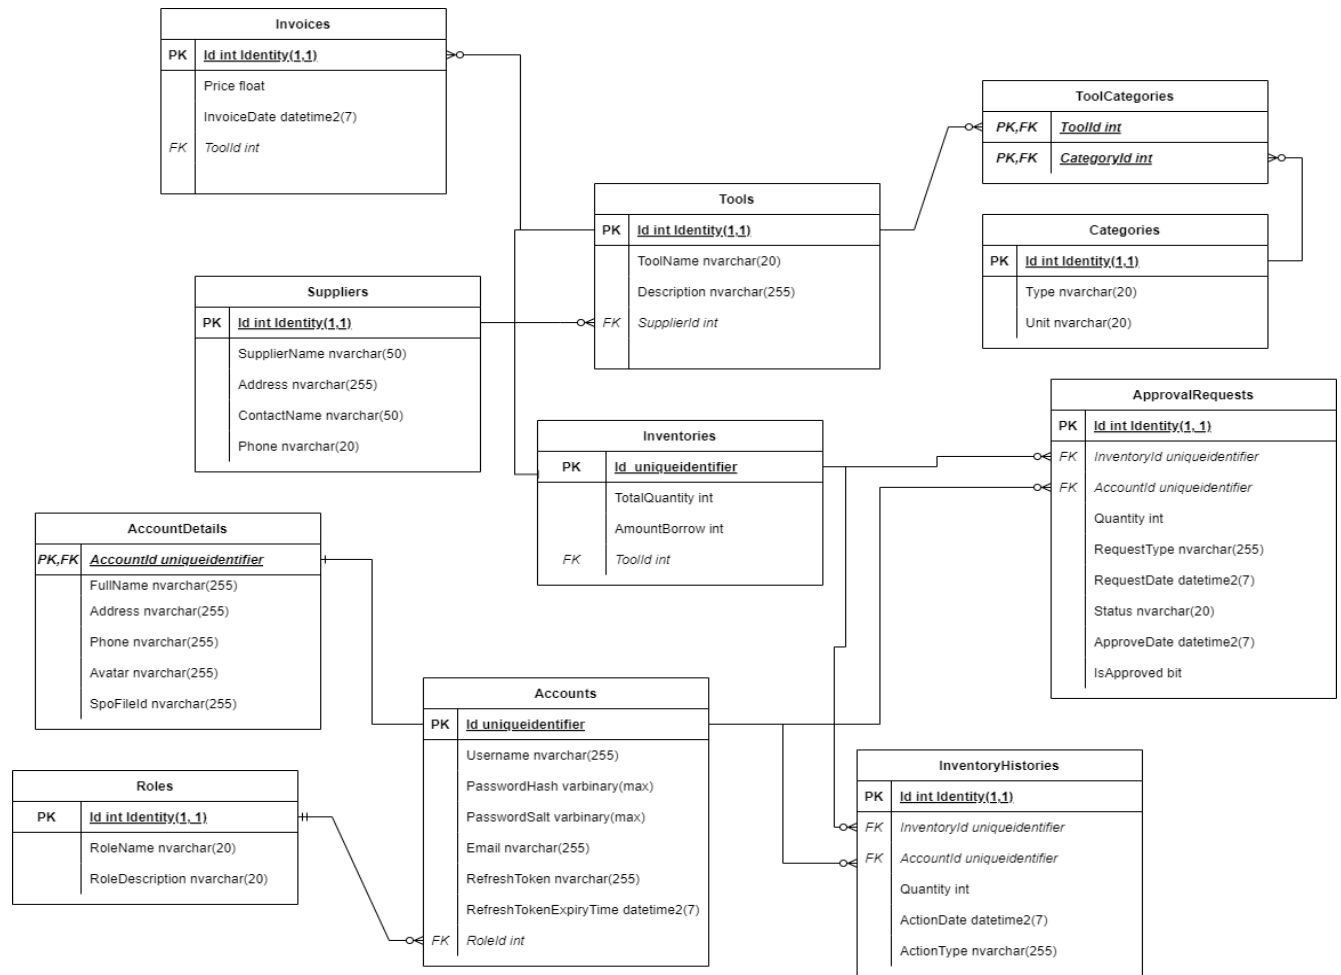 Invoices
PK Id int Identity(1,1)
Price float
InvoiceDate datetime2(7)
FK ToolId int
ToolCategories
PK,FK ToolId int
PK,FK CategoryId int
Tools
PK Id int Identity(1,1)
ToolName nvarchar(20)
Description nvarchar(255)
FK SupplierId int
Categories
PK Id int Identity(1,1)
Type nvarchar(20)
Unit nvarchar(20)
Suppliers
PK Id int Identity(1,1)
SupplierName nvarchar(50)
Address nvarchar(255)
ContactName nvarchar(50)
Phone nvarchar(20)
ApprovalRequests
PK Id int Identity(1, 1)
FK InventoryId uniqueidentifier
FK AccountId uniqueidentifier
Quantity int
RequestType nvarchar(255)
RequestDate datetime2(7)
Status nvarchar(20)
ApproveDate datetime2(7)
IsApproved bit
Inventories
PK Id uniqueidentifier
TotalQuantity int
AmountBorrow int
FK ToolId int
AccountDetails
PK,FK AccountId uniqueidentifier
FullName nvarchar(255)
Address nvarchar(255)
Phone nvarchar(255)
Avatar nvarchar(255)
SpoFileId nvarchar(255)
Accounts
PK Id uniqueidentifier
Username nvarchar(255)
PasswordHash varbinary(max)
PasswordSalt varbinary(max)
Email nvarchar(255)
RefreshToken nvarchar(255)
RefreshTokenExpiryTime datetime2(7)
FK RoleId int
Roles
PK Id int Identity(1, 1)
RoleName nvarchar(20)
RoleDescription nvarchar(20)
InventoryHistories
PK Id int Identity(1,1)
FK InventoryId uniqueidentifier
FK AccountId uniqueidentifier
Quantity int
ActionDate datetime2(7)
ActionType nvarchar(255)